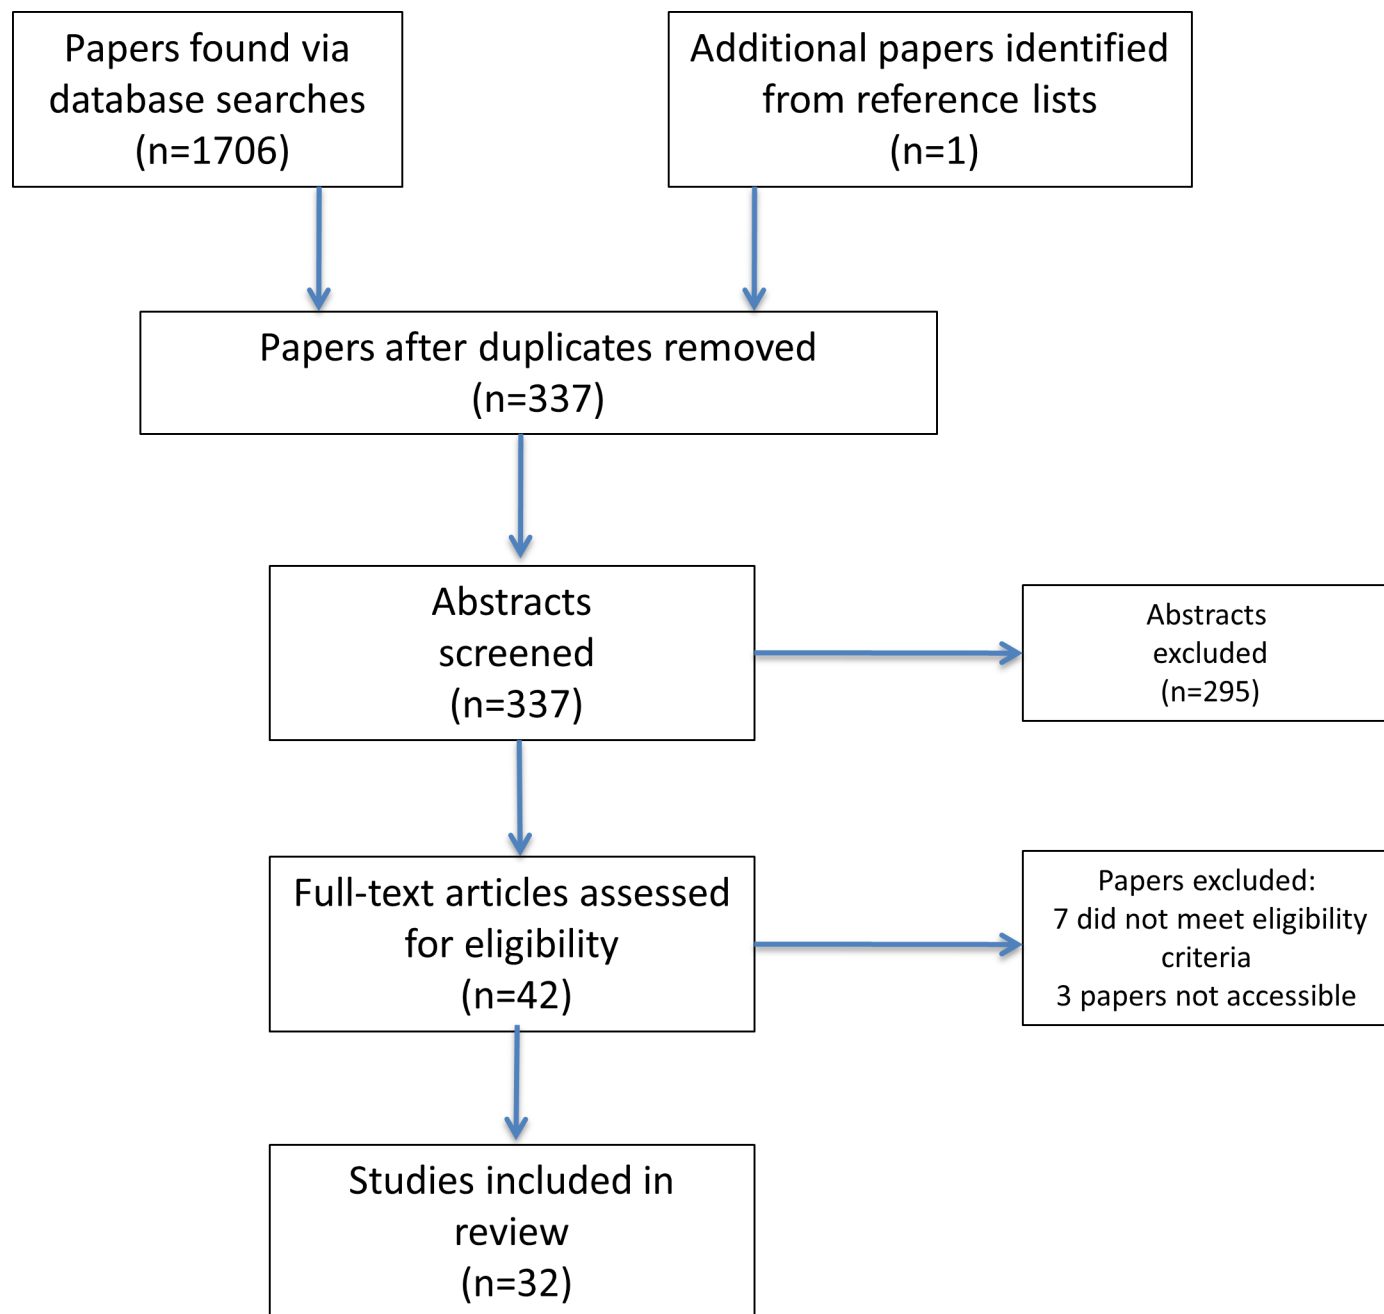 Papers found via
database searches
(n=1706)
Additional papers identified
from reference lists
(n=1)
Papers after duplicates removed
(n=337)
Abstracts
screened
(n=337)
Abstracts
excluded
(n=295)
Full-text articles assessed
for eligibility
(n=42)
Papers excluded:
7 did not meet eligibility
criteria
3 papers not accessible
Studies included in
review
(n=32)